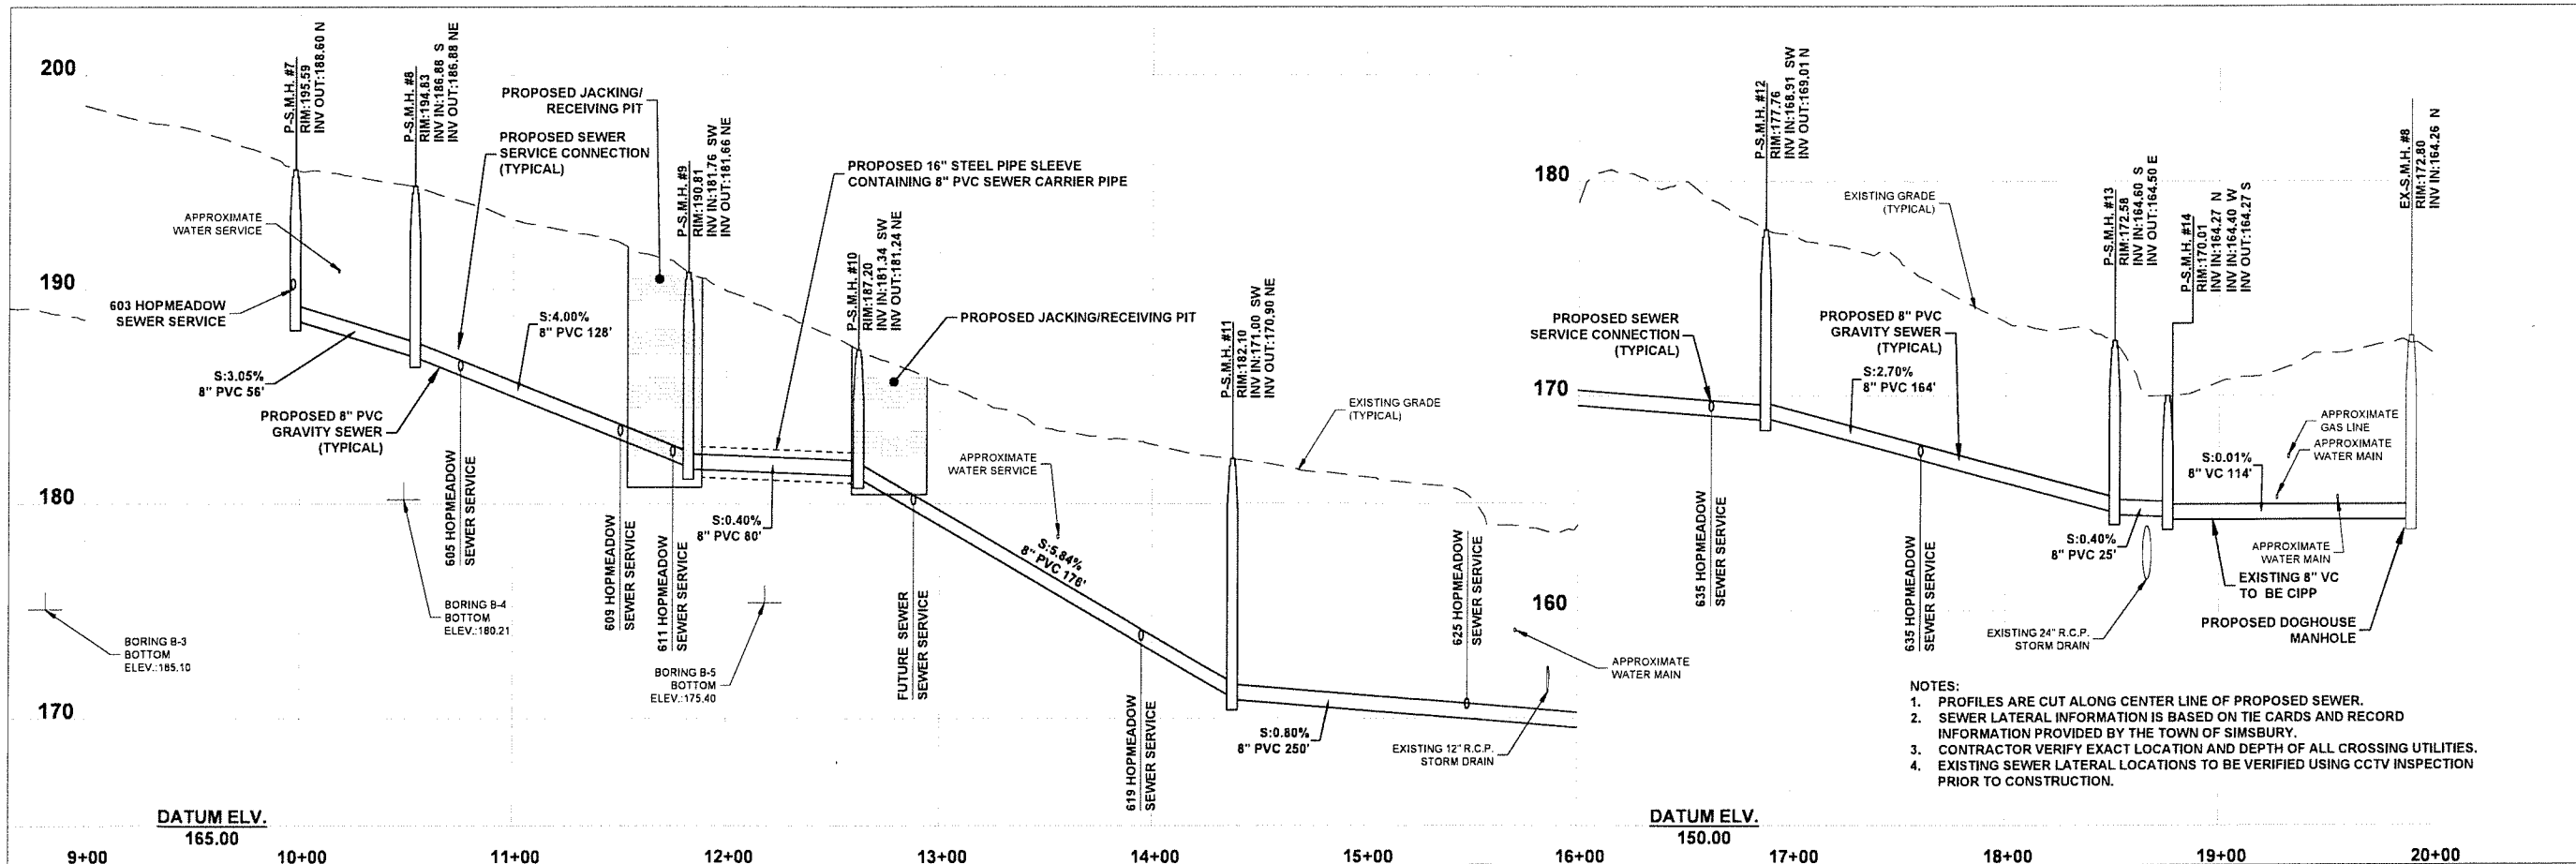 200
190
180
170
P-S.M.H. #7
RIM:195.59
INV OUT:188.60 N
P-S.M.H. #8
RIM:194.83
INV IN:186.88 S
INV OUT:186.88 NE
PROPOSED JACKING/
RECEIVING PIT
PROPOSED SEWER
SERVICE CONNECTION
(TYPICAL)
P-S.M.H. #9
RIM:190.81
INV IN:181.76 SW
INV OUT:181.66 NE
PROPOSED 16" STEEL PIPE SLEEVE
CONTAINING 8" PVC SEWER CARRIER PIPE
P-S.M.H. #10
RIM:187.20
INV IN:181.34 SW
INV OUT:181.24 NE
PROPOSED JACKING/RECEIVING PIT
P-S.M.H. #11
RIM:182.10
INV IN:171.00 SW
INV OUT:170.90 NE
APPROXIMATE
WATER SERVICE
603 HOPMEADOW
SEWER SERVICE
S:3.05%
8" PVC 56'
S:4.00%
8" PVC 128'
PROPOSED 8" PVC
GRAVITY SEWER
(TYPICAL)
605 HOPMEADOW
SEWER SERVICE
BORING B-3
BOTTOM
ELEV.:185.10
BORING B-4
BOTTOM
ELEV.:180.21
609 HOPMEADOW
SEWER SERVICE
611 HOPMEADOW
SEWER SERVICE
S:0.40%
8" PVC 80'
BORING B-5
BOTTOM
ELEV.:175.40
FUTURE SEWER
SEWER SERVICE
APPROXIMATE
WATER SERVICE
S:5.84%
8" PVC 176'
619 HOPMEADOW
SEWER SERVICE
EXISTING GRADE
(TYPICAL)
S:0.80%
8" PVC 250'
625 HOPMEADOW
SEWER SERVICE
EXISTING 12" R.C.P.
STORM DRAIN
APPROXIMATE
WATER MAIN
DATUM ELV.
165.00
9+00
10+00
11+00
12+00
13+00
14+00
15+00
16+00
180
170
160
P-S.M.H. #12
RIM:177.76
INV IN:168.91 SW
INV OUT:169.01 N
EXISTING GRADE
(TYPICAL)
PROPOSED SEWER
SERVICE CONNECTION
(TYPICAL)
PROPOSED 8" PVC
GRAVITY SEWER
(TYPICAL)
S:2.70%
8" PVC 164'
P-S.M.H. #13
RIM:172.58
INV IN:164.60 S
INV OUT:164.50 E
P-S.M.H. #14
RIM:170.01
INV IN:164.27 N
INV IN:164.40 W
INV OUT:164.27 S
EX-S.M.H. #8
RIM:172.80
INV IN:164.26 N
635 HOPMEADOW
SEWER SERVICE
635 HOPMEADOW
SEWER SERVICE
S:0.40%
8" PVC 25'
S:0.01%
8" VC 114'
APPROXIMATE
GAS LINE
APPROXIMATE
WATER MAIN
APPROXIMATE
WATER MAIN
EXISTING 8" VC
TO BE CIPP
PROPOSED DOGHOUSE
MANHOLE
EXISTING 24" R.C.P.
STORM DRAIN
NOTES:
1. PROFILES ARE CUT ALONG CENTER LINE OF PROPOSED SEWER.
2. SEWER LATERAL INFORMATION IS BASED ON TIE CARDS AND RECORD
INFORMATION PROVIDED BY THE TOWN OF SIMSBURY.
3. CONTRACTOR VERIFY EXACT LOCATION AND DEPTH OF ALL CROSSING UTILITIES.
4. EXISTING SEWER LATERAL LOCATIONS TO BE VERIFIED USING CCTV INSPECTION
PRIOR TO CONSTRUCTION.
DATUM ELV.
150.00
17+00
18+00
19+00
20+00